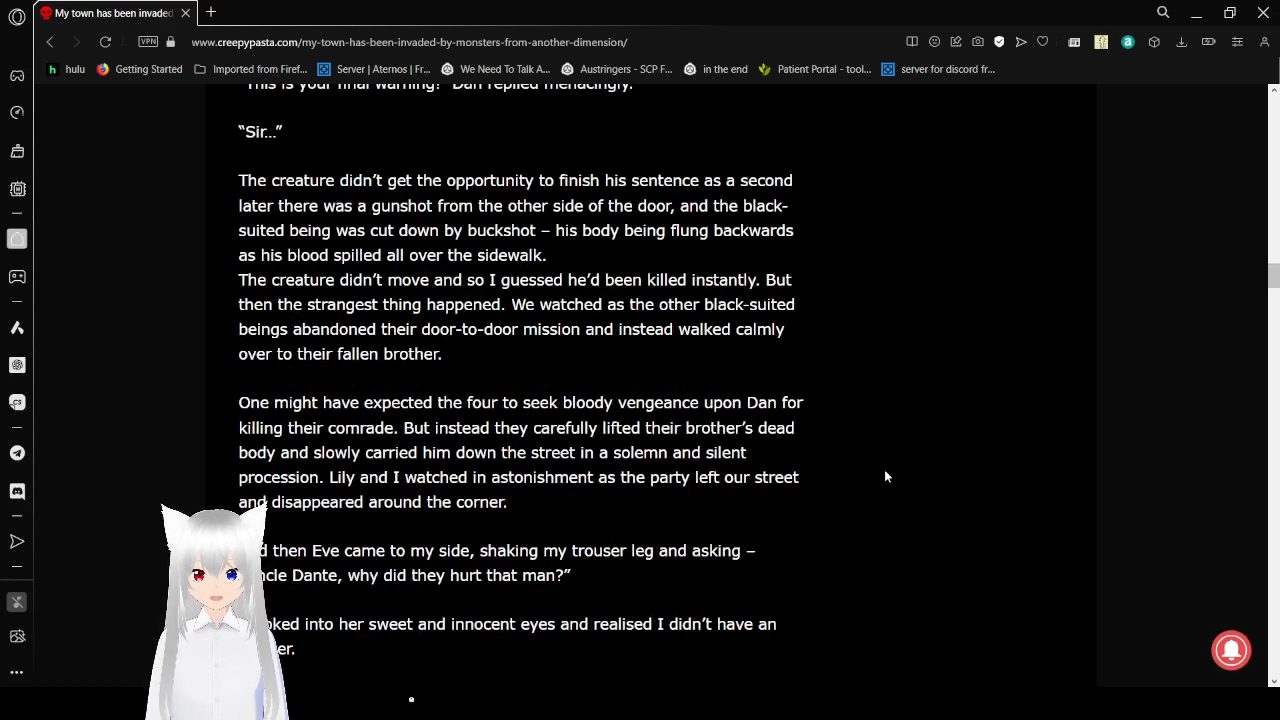 My town has been invaded
VPN
www.creepypasta.com/my-town-has-been-invaded-by-monsters-from-another-dimension/
hulu
Getting Started
Imported from Firef...
Server | Aternos | Fr...
We Need To Talk A...
Austringers - SCP F...
in the end
Patient Portal - tool...
server for discord fr...
"This is your final warning!" Dan replied menacingly.
“Sir...”
The creature didn’t get the opportunity to finish his sentence as a second
later there was a gunshot from the other side of the door, and the black-
suited being was cut down by buckshot – his body being flung backwards
as his blood spilled all over the sidewalk.
The creature didn’t move and so I guessed he’d been killed instantly. But
then the strangest thing happened. We watched as the other black-suited
beings abandoned their door-to-door mission and instead walked calmly
over to their fallen brother.
One might have expected the four to seek bloody vengeance upon Dan for
killing their comrade. But instead they carefully lifted their brother’s dead
body and slowly carried him down the street in a solemn and silent
procession. Lily and I watched in astonishment as the party left our street
and disappeared around the corner.
d then Eve came to my side, shaking my trouser leg and asking –
ncle Dante, why did they hurt that man?”
oked into her sweet and innocent eyes and realised I didn’t have an
er.